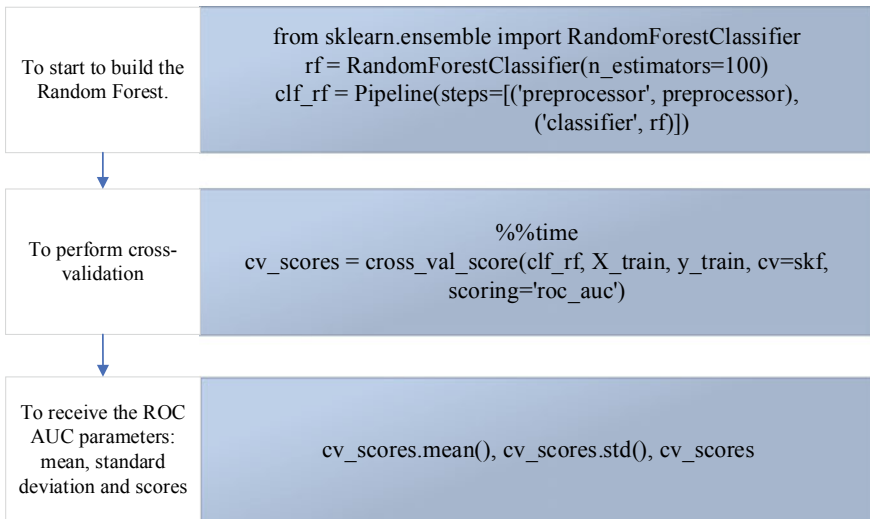 To start to build the
Random Forest.
from sklearn.ensemble import RandomForestClassifier
rf = RandomForestClassifier(n_estimators=100)
clf_rf = Pipeline(steps=[('preprocessor', preprocessor),
('classifier', rf)])
To perform cross-
validation
%%time
cv_scores = cross_val_score(clf_rf, X_train, y_train, cv=skf,
scoring='roc_auc')
To receive the ROC
AUC parameters:
mean, standard
deviation and scores
cv_scores.mean(), cv_scores.std(), cv_scores